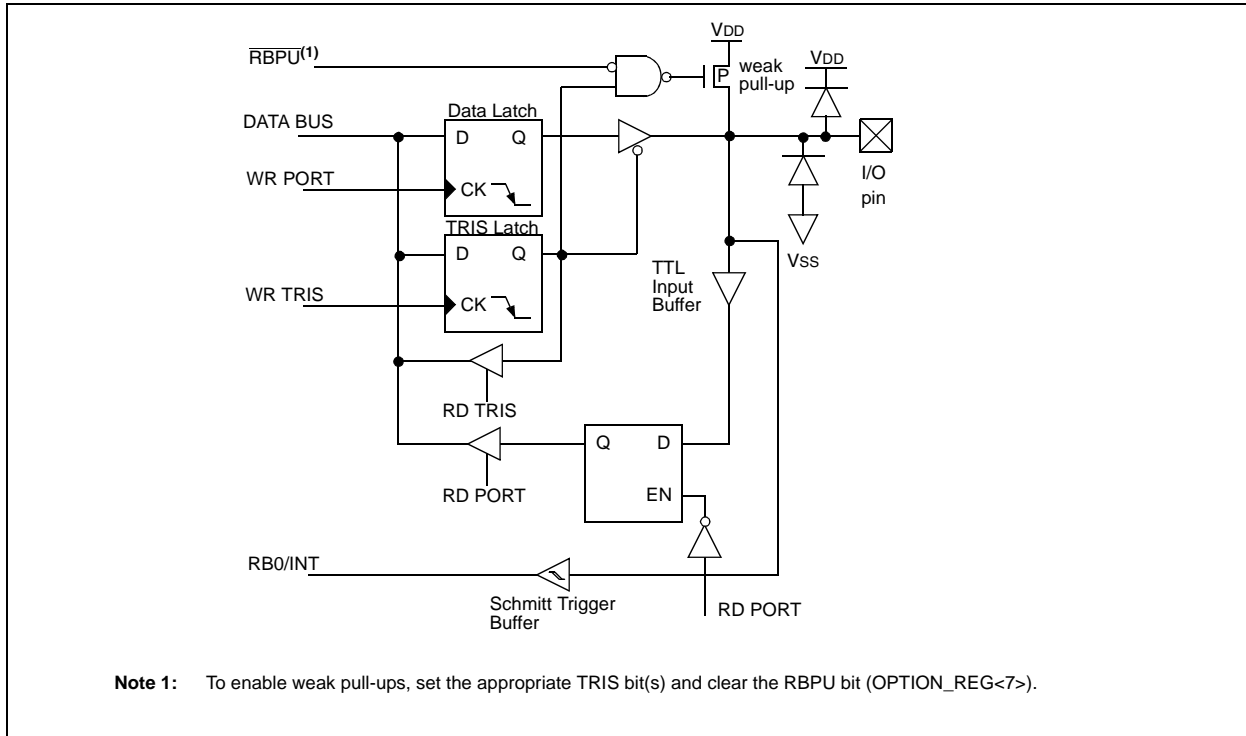 VDD
RBPU(1)
P
weak
pull-up
VDD
Data Latch
DATA BUS
D Q
WR PORT
CK
I/O
pin
TRIS Latch
D Q
VSS
TTL
Input
Buffer
WR TRIS
CK
RD TRIS
Q D
RD PORT
EN
RB0/INT
Schmitt Trigger
Buffer
RD PORT
Note 1: To enable weak pull-ups, set the appropriate TRIS bit(s) and clear the RBPU bit (OPTION_REG<7>).